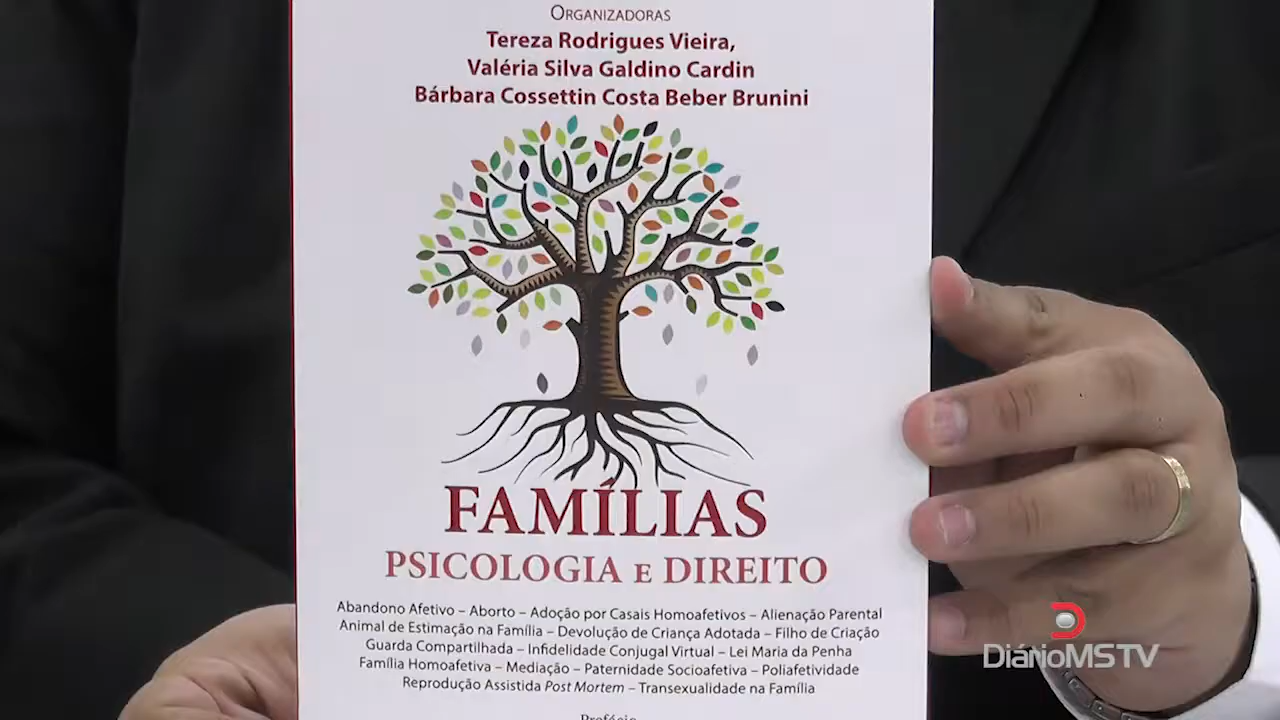 Organizadoras
Tereza Rodrigues Vieira,
Valéria Silva Galdino Cardin
Bárbara Cossettin Costa Beber Brunini
FAMÍLIAS
PSICOLOGIA E DIREITO
Abandono Afetivo – Aborto – Adoção por Casais Homoafetivos – Alienação Parental
Animal de Estimação na Família – Devolução de Criança Adotada – Filho de Criação
Guarda Compartilhada – Infidelidade Conjugal Virtual – Lei Maria da Penha
Família Homoafetiva – Mediação – Paternidade Socioafetiva – Poliafetividade
Reprodução Assistida Post Mortem – Transexualidade na Família
Prefácio
DiárioMSTV